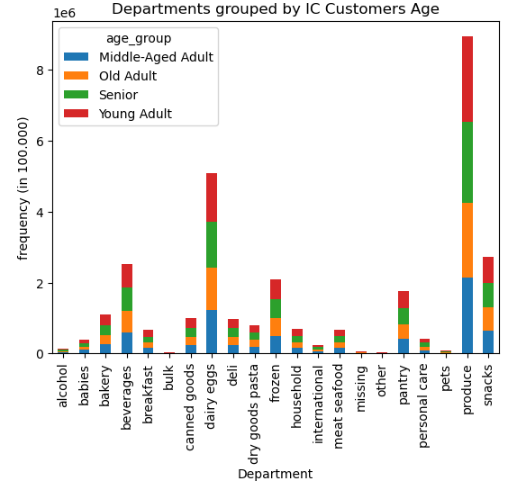 Departments grouped by IC Customers Age
1e6
age_group
Middle-Aged Adult
Old Adult
Senior
Young Adult
frequency (in 100.000)
8
6
4
2
0
alcohol
babies
bakery
beverages
breakfast
bulk
canned goods
dairy eggs
deli
dry goods pasta
frozen
household
international
meat seafood
missing
other
pantry
personal care
pets
produce
snacks
Department